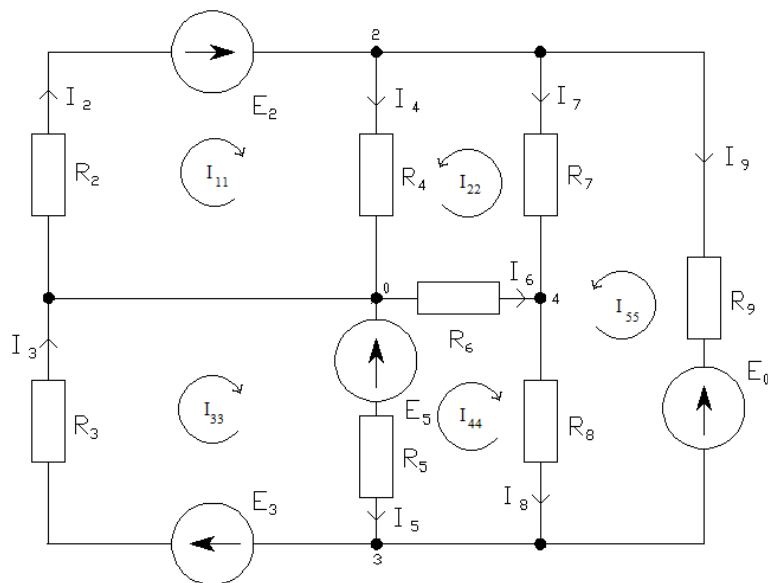 2
I₂
E₂
I₄
I₇
I₁₁
I₂₂
I₉
R₂
R₄
R₇
0
I₆
4
R₆
I₅₅
R₉
I₃
E₀
I₃₃
E₅
I₄₄
R₃
R₅
R₈
E₃
I₅
I₈
3